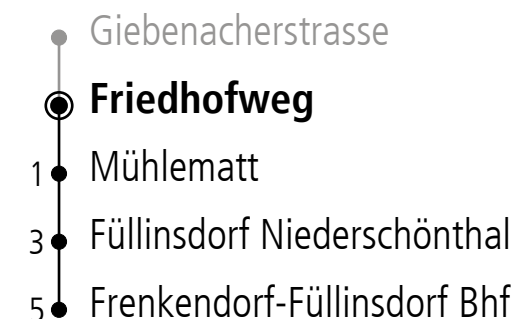 Giebenacherstrasse
Friedhofweg
1 Mühlematt
3 Füllinsdorf Niederschönthal
5 Frenkendorf-Füllinsdorf Bhf